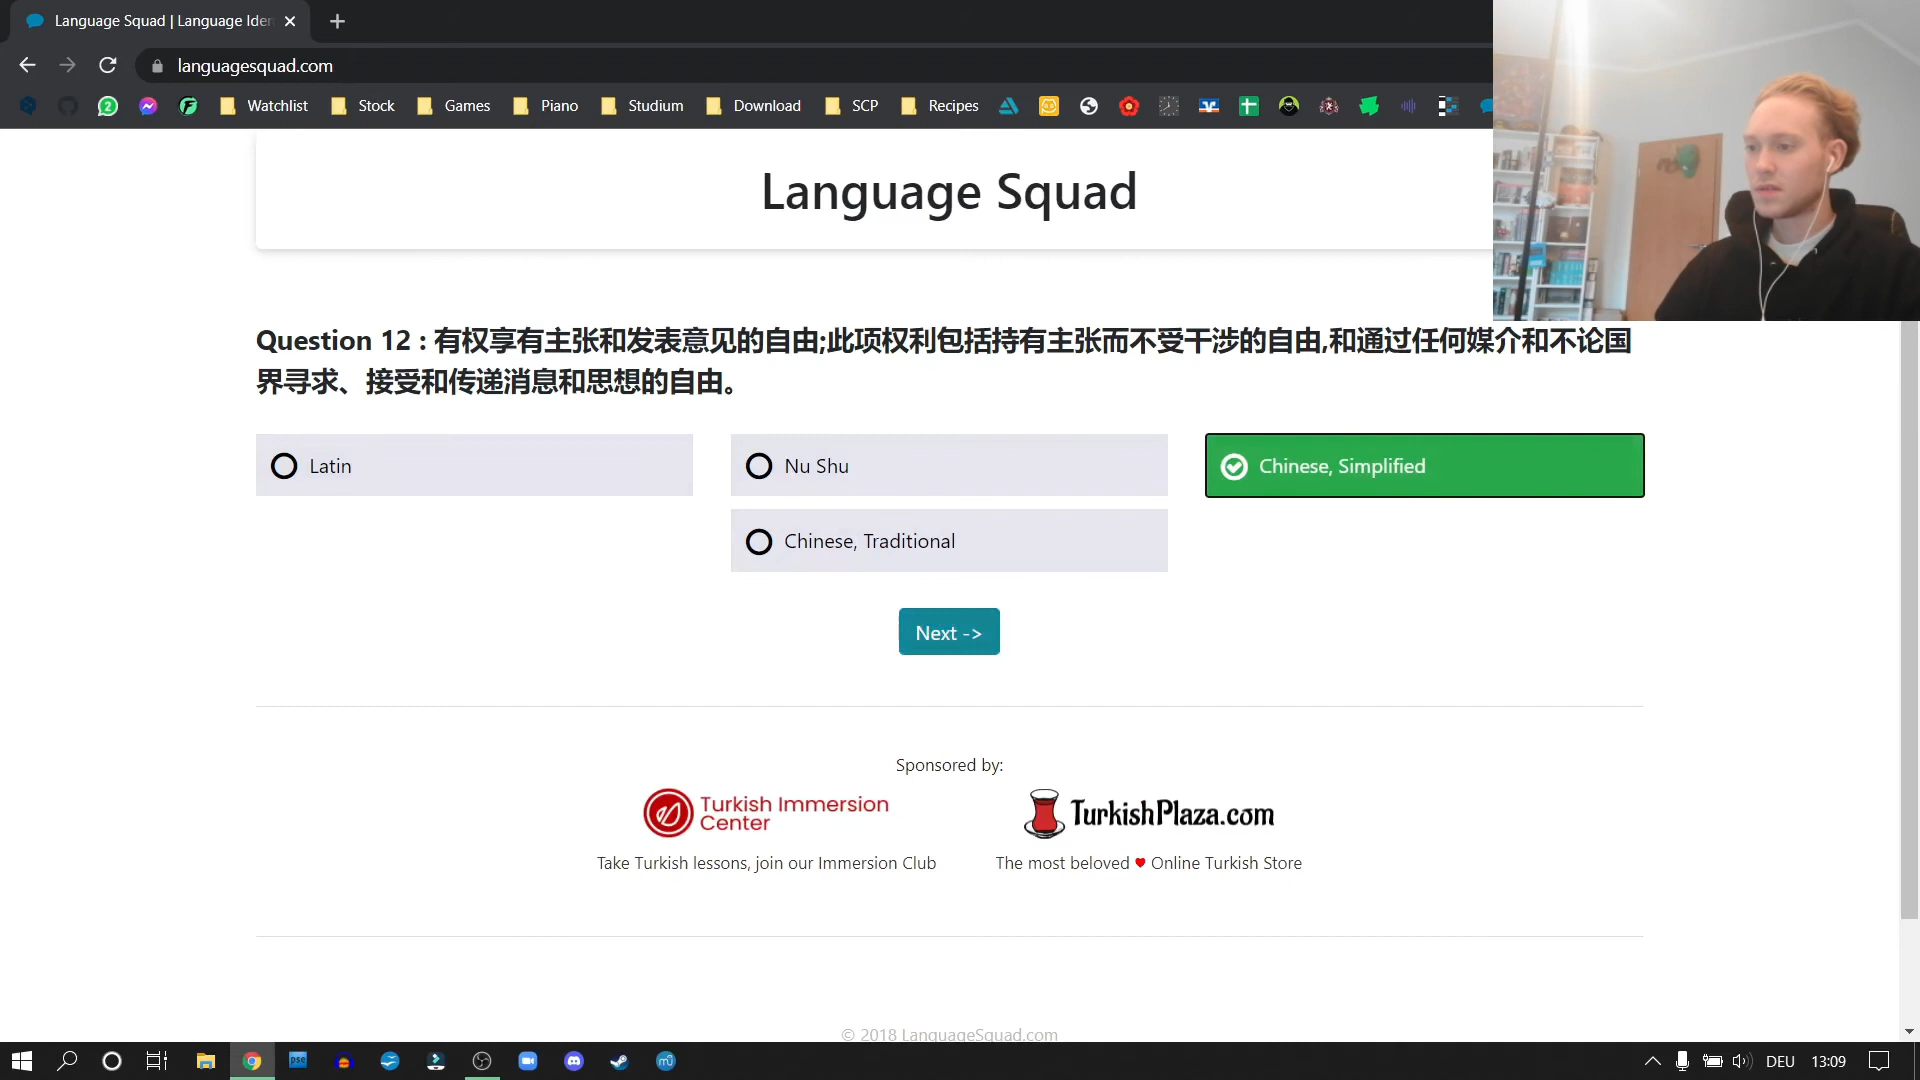 Language Squad | Language Iden
languagesquad.com
2
Watchlist
Stock
Games
Piano
Studium
Download
SCP
Recipes
Language Squad
Question 12 : 有权享有主张和发表意见的自由;此项权利包括持有主张而不受干涉的自由,和通过任何媒介和不论国
界寻求、接受和传递消息和思想的自由。
Latin
Nu Shu
Chinese, Simplified
Chinese, Traditional
Next ->
Sponsored by:
Turkish Immersion
Center
TurkishPlaza.com
Take Turkish lessons, join our Immersion Club
The most beloved ♥ Online Turkish Store
© 2018 LanguageSquad.com
pse
DEU
13:09